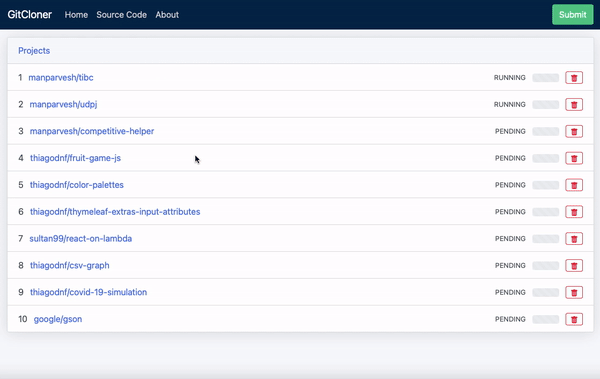 GitCloner Home Source Code About Submit
Projects
1 manparvesh/tibc RUNNING
2 manparvesh/udpj RUNNING
3 manparvesh/competitive-helper PENDING
4 thiagodnf/fruit-game-js PENDING
5 thiagodnf/color-palettes PENDING
6 thiagodnf/thymeleaf-extras-input-attributes PENDING
7 sultan99/react-on-lambda PENDING
8 thiagodnf/csv-graph PENDING
9 thiagodnf/covid-19-simulation PENDING
10 google/gson PENDING